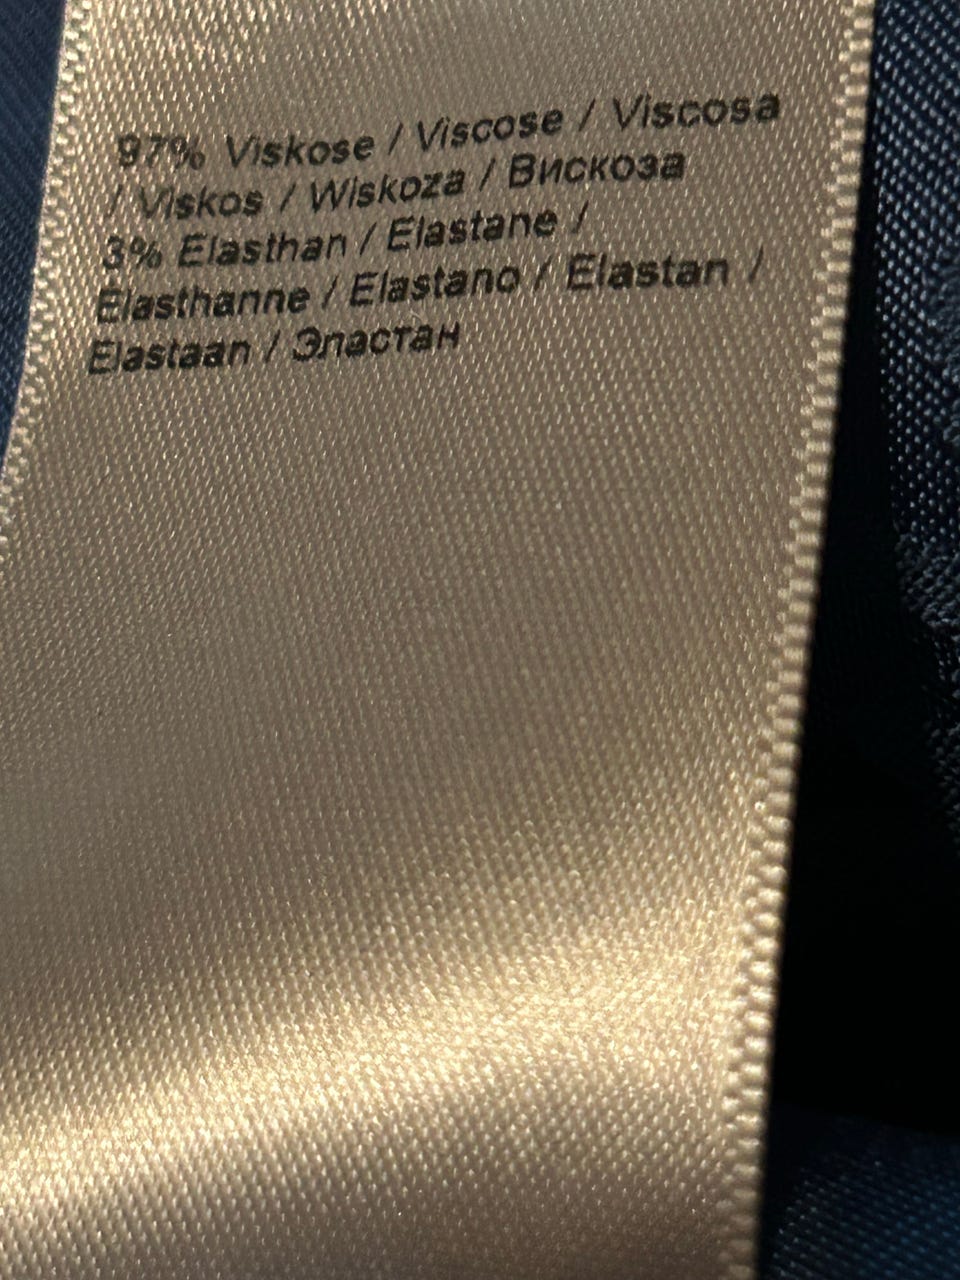 97% Viskose / Viscose / Viscosa
/ Viskos / Wiskoza / Вискоза
3% Elasthan / Elastane /
Elasthanne / Elastano / Elastan /
Elastaan / Эластан